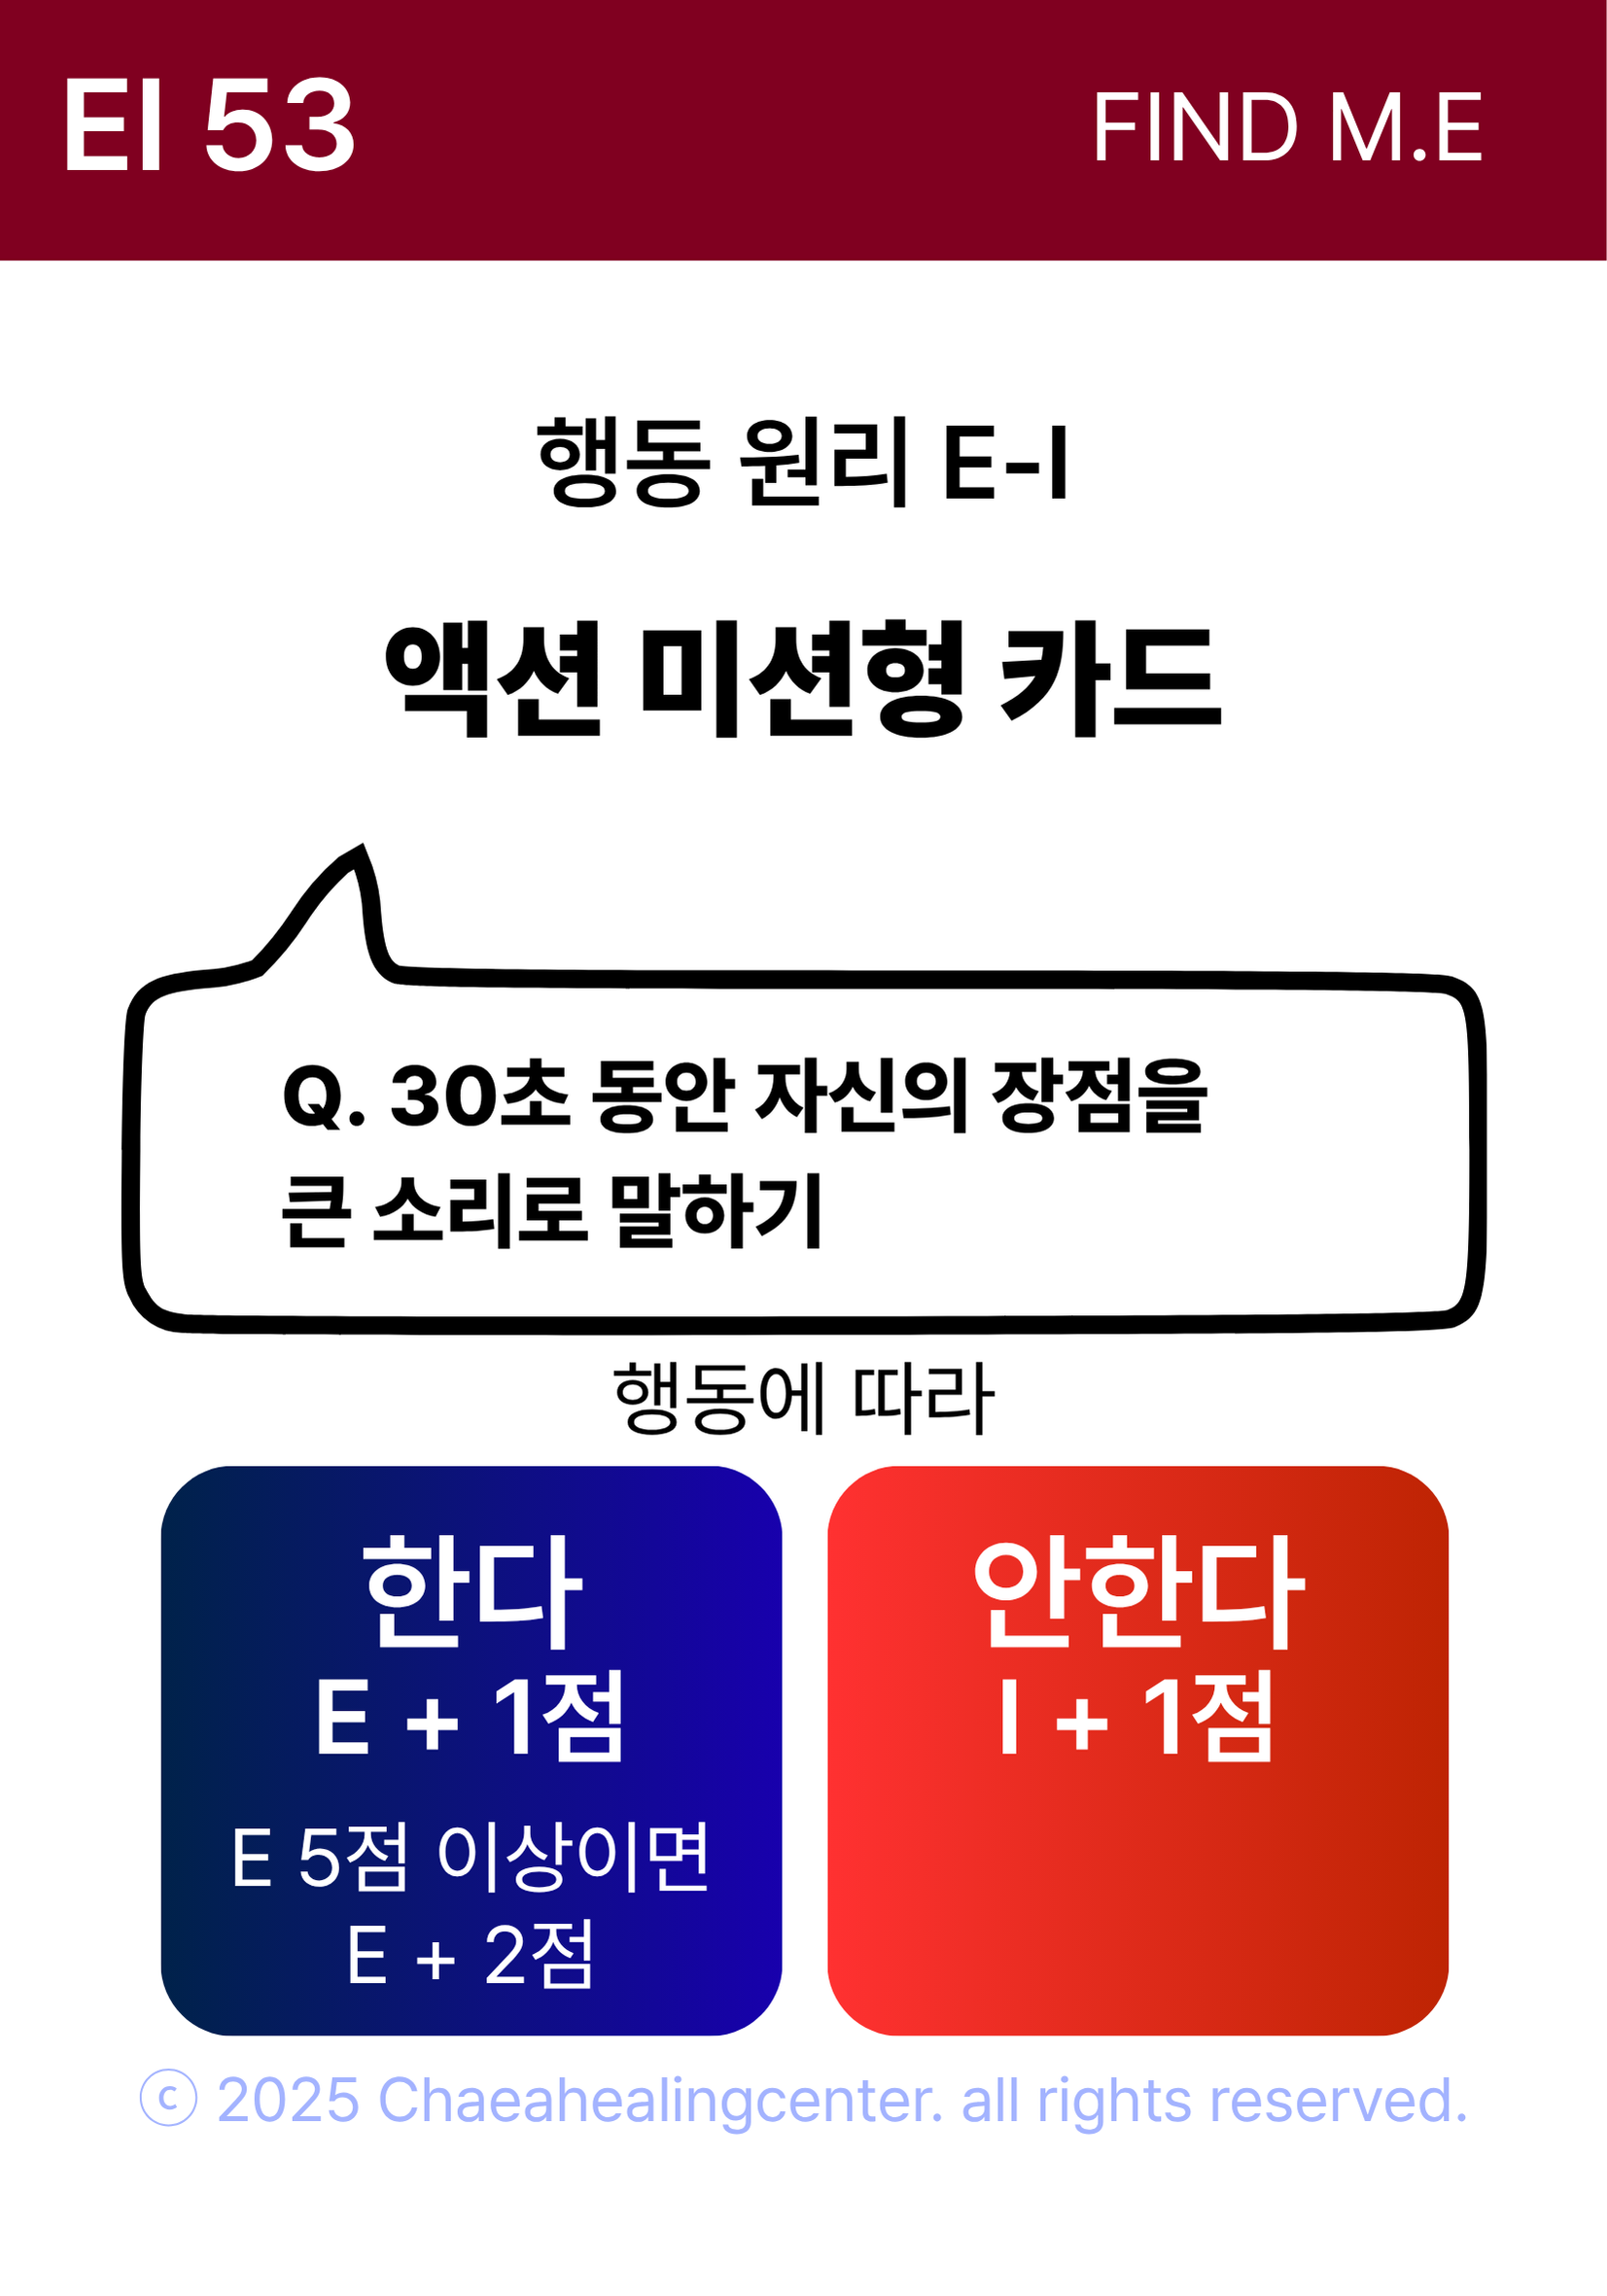 EI 53
FIND M.E
행동 원리 E-I
액션 미션형 카드
Q. 30초 동안 자신의 장점을
큰 소리로 말하기
행동에 따라
한다
E + 1점
E 5점 이상이면
E + 2점
안한다
I + 1점
ⓒ 2025 Chaeahealingcenter. all rights reserved.